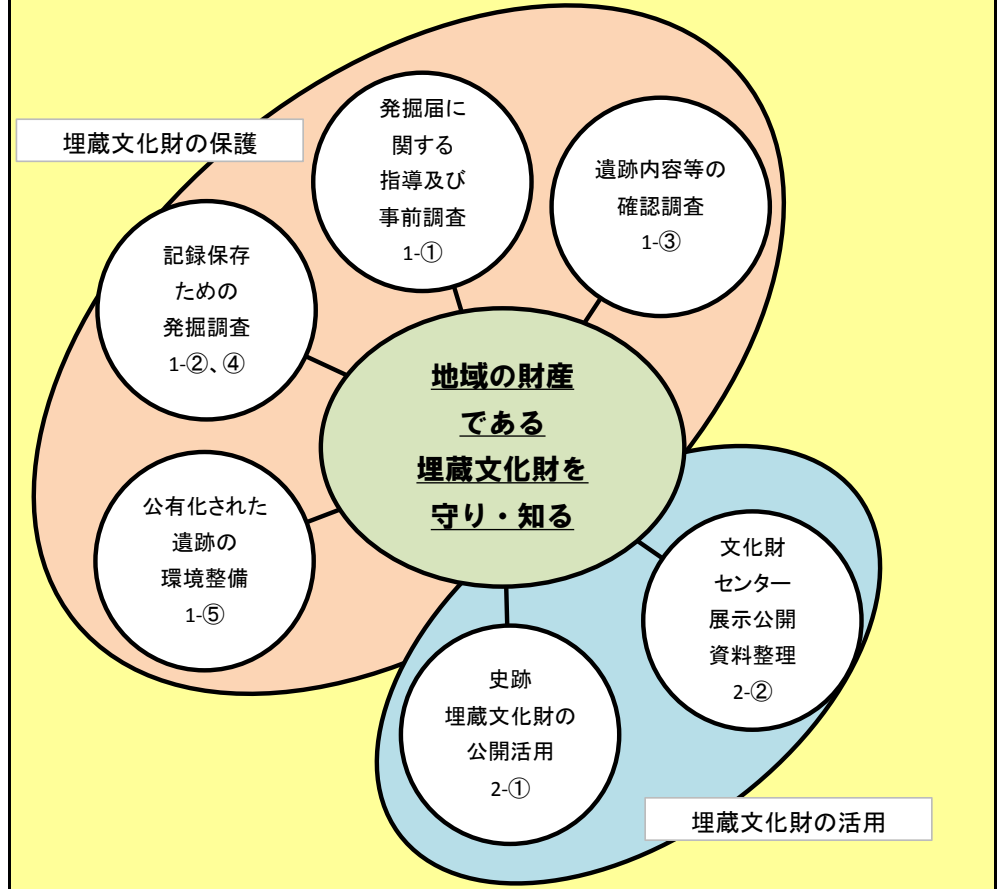 埋蔵文化財の保護
発掘届に
関する
指導及び
事前調査
1-①
遺跡内容等の
確認調査
1-③
記録保存
ための
発掘調査
1-②、④
公有化された
遺跡の
環境整備
1-⑤
地域の財産
である
埋蔵文化財を
守り・知る
文化財
センター
展示公開
資料整理
2-②
史跡
埋蔵文化財の
公開活用
2-①
埋蔵文化財の活用